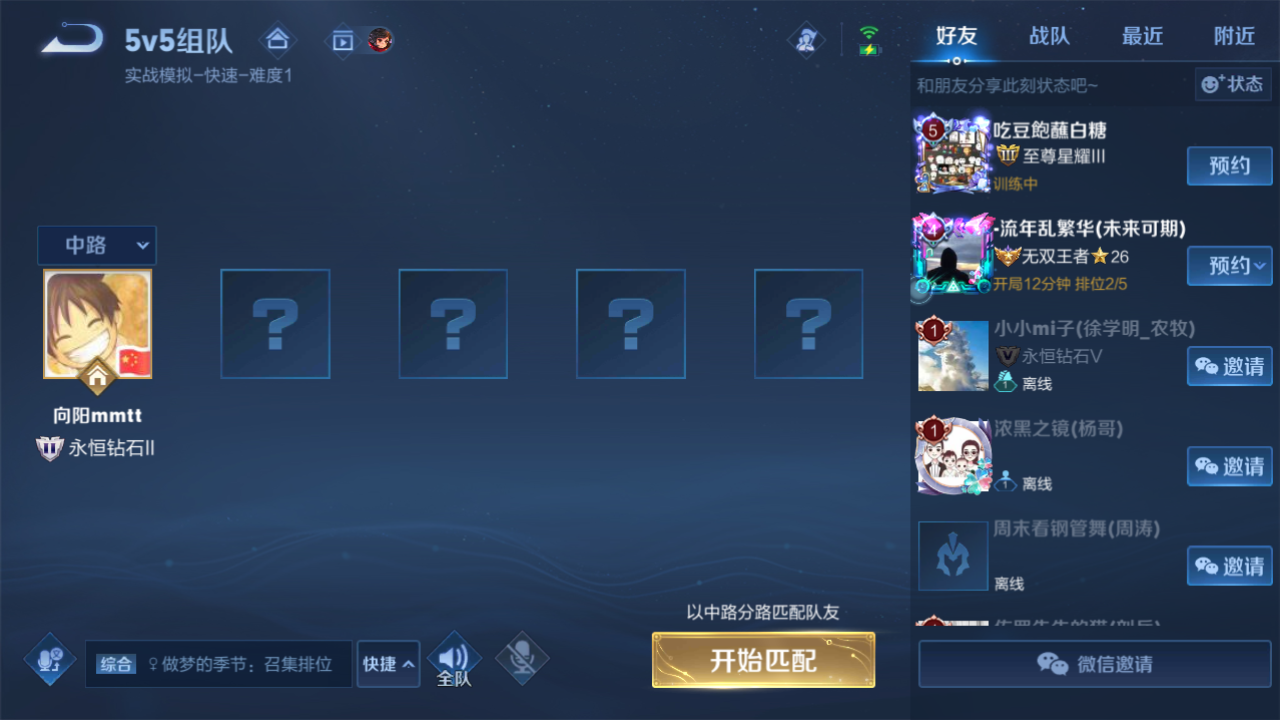 5v5组队
实战模拟-快速-难度1
中路
向阳mmtt
永恒钻石II
以中路分路匹配队友
开始匹配
综合 ♀做梦的季节：召集排位
快捷
全队
好友 战队 最近 附近
和朋友分享此刻状态吧~ 状态
5
吃豆飽蘸白糖
III 至尊星耀III
训练中
预约
4
-流年乱繁华(未来可期)
无双王者 26
开局12分钟 排位2/5
预约
1
小小mi子(徐学明_农牧)
V 永恒钻石V
1 离线
邀请
1
浓黑之镜(杨哥)
1 离线
邀请
周末看钢管舞(周涛)
离线
邀请
微信邀请